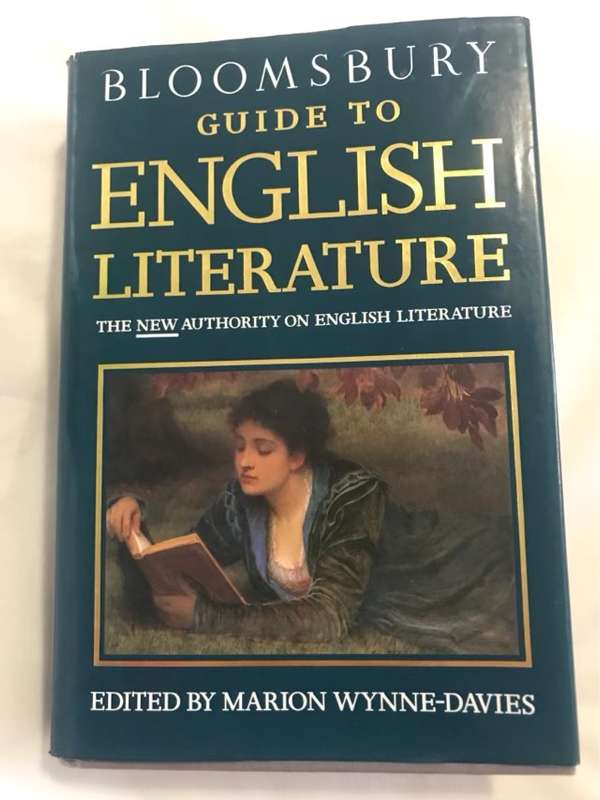 BLOOMSBURY
GUIDE TO
ENGLISH
LITERATURE
THE NEW AUTHORITY ON ENGLISH LITERATURE
EDITED BY MARION WYNNE-DAVIES